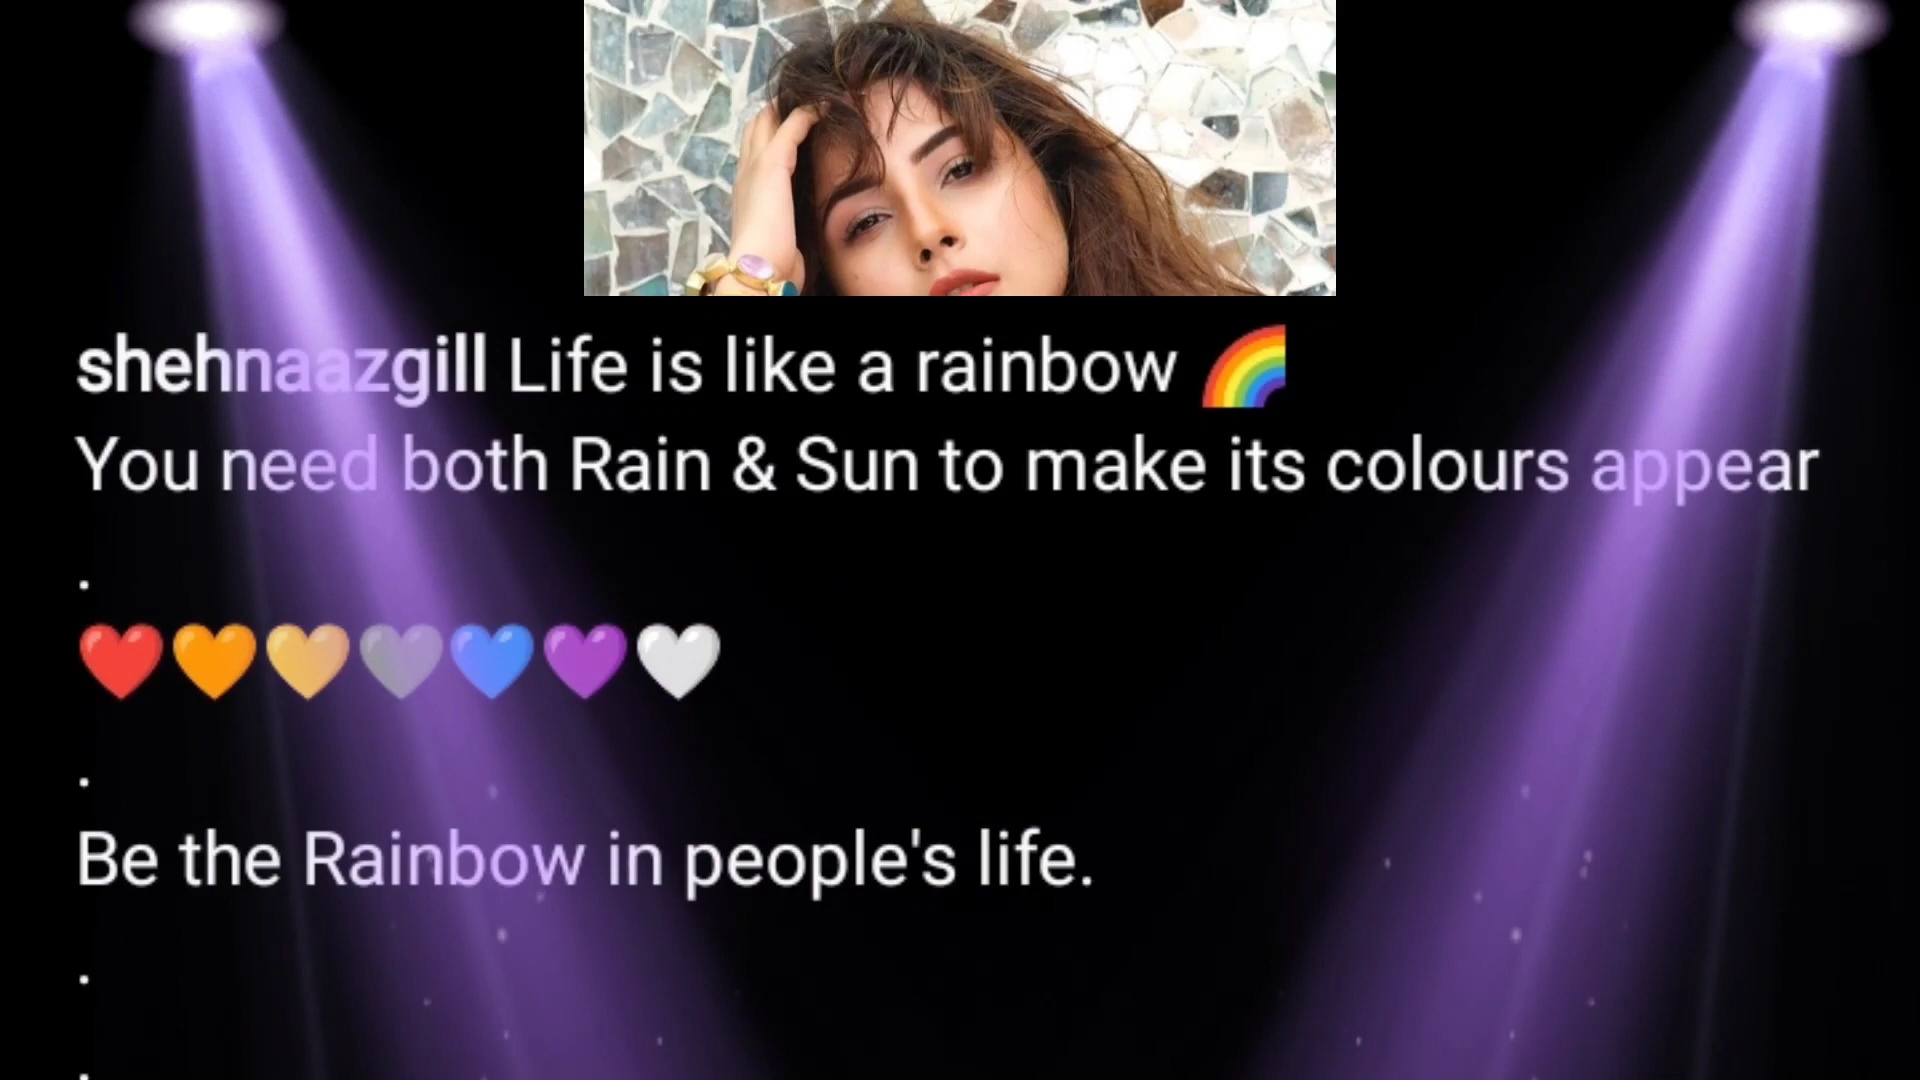 shehnaazgill Life is like a rainbow 🌈
You need both Rain & Sun to make its colours appear
.
❤️🧡💛🩶💙💜🤍
.
Be the Rainbow in people's life.
.
.